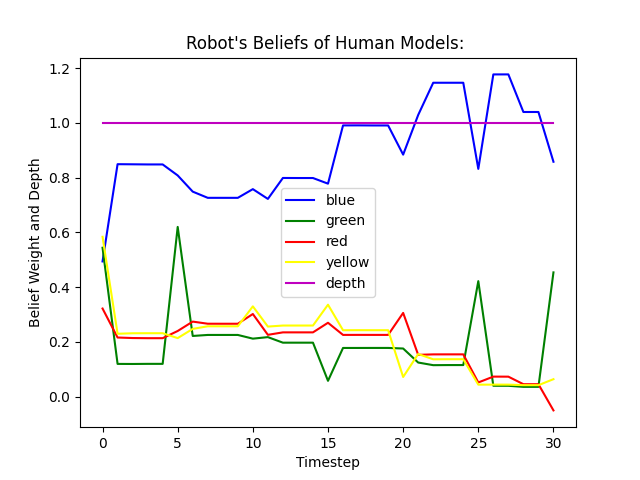 Robot's Beliefs of Human Models:
Belief Weight and Depth
1.2
1.0
0.8
0.6
0.4
0.2
0.0
blue
green
red
yellow
depth
0 5 10 15 20 25 30
Timestep